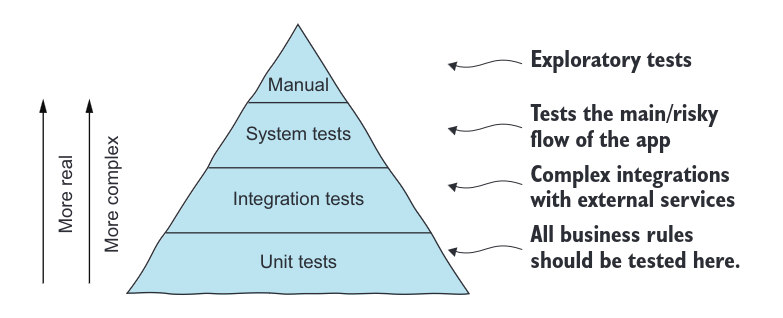 Manual
Exploratory tests
System tests
Tests the main/risky
flow of the app
Integration tests
Complex integrations
with external services
Unit tests
All business rules
should be tested here.
More real
More complex